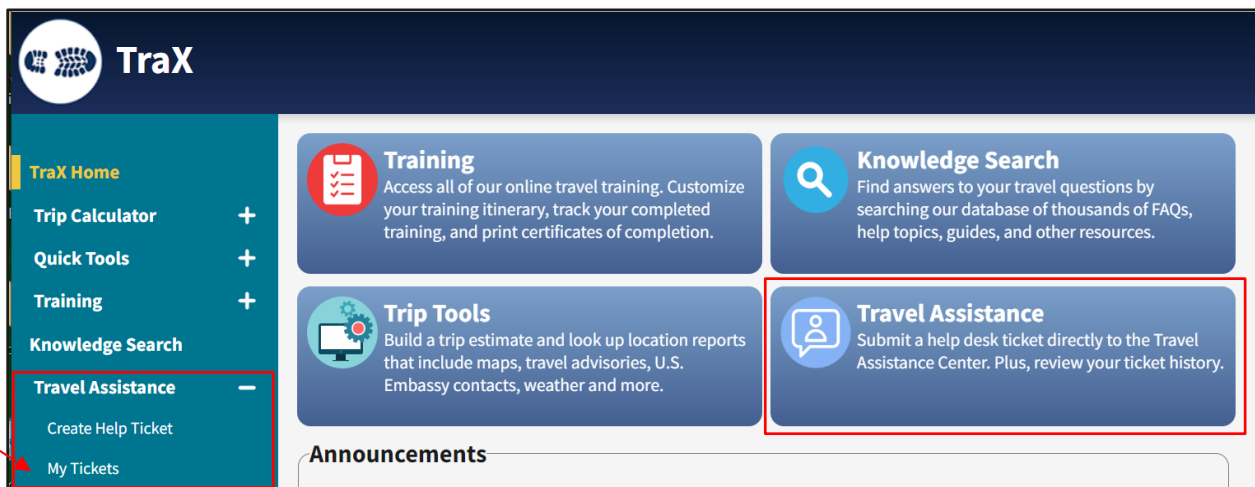 TraX
TraX Home
Trip Calculator +
Quick Tools +
Training +
Knowledge Search
Travel Assistance −
Create Help Ticket
My Tickets
Training
Access all of our online travel training. Customize
your training itinerary, track your completed
training, and print certificates of completion.
Knowledge Search
Find answers to your travel questions by
searching our database of thousands of FAQs,
help topics, guides, and other resources.
Trip Tools
Build a trip estimate and look up location reports
that include maps, travel advisories, U.S.
Embassy contacts, weather and more.
Travel Assistance
Submit a help desk ticket directly to the Travel
Assistance Center. Plus, review your ticket history.
Announcements